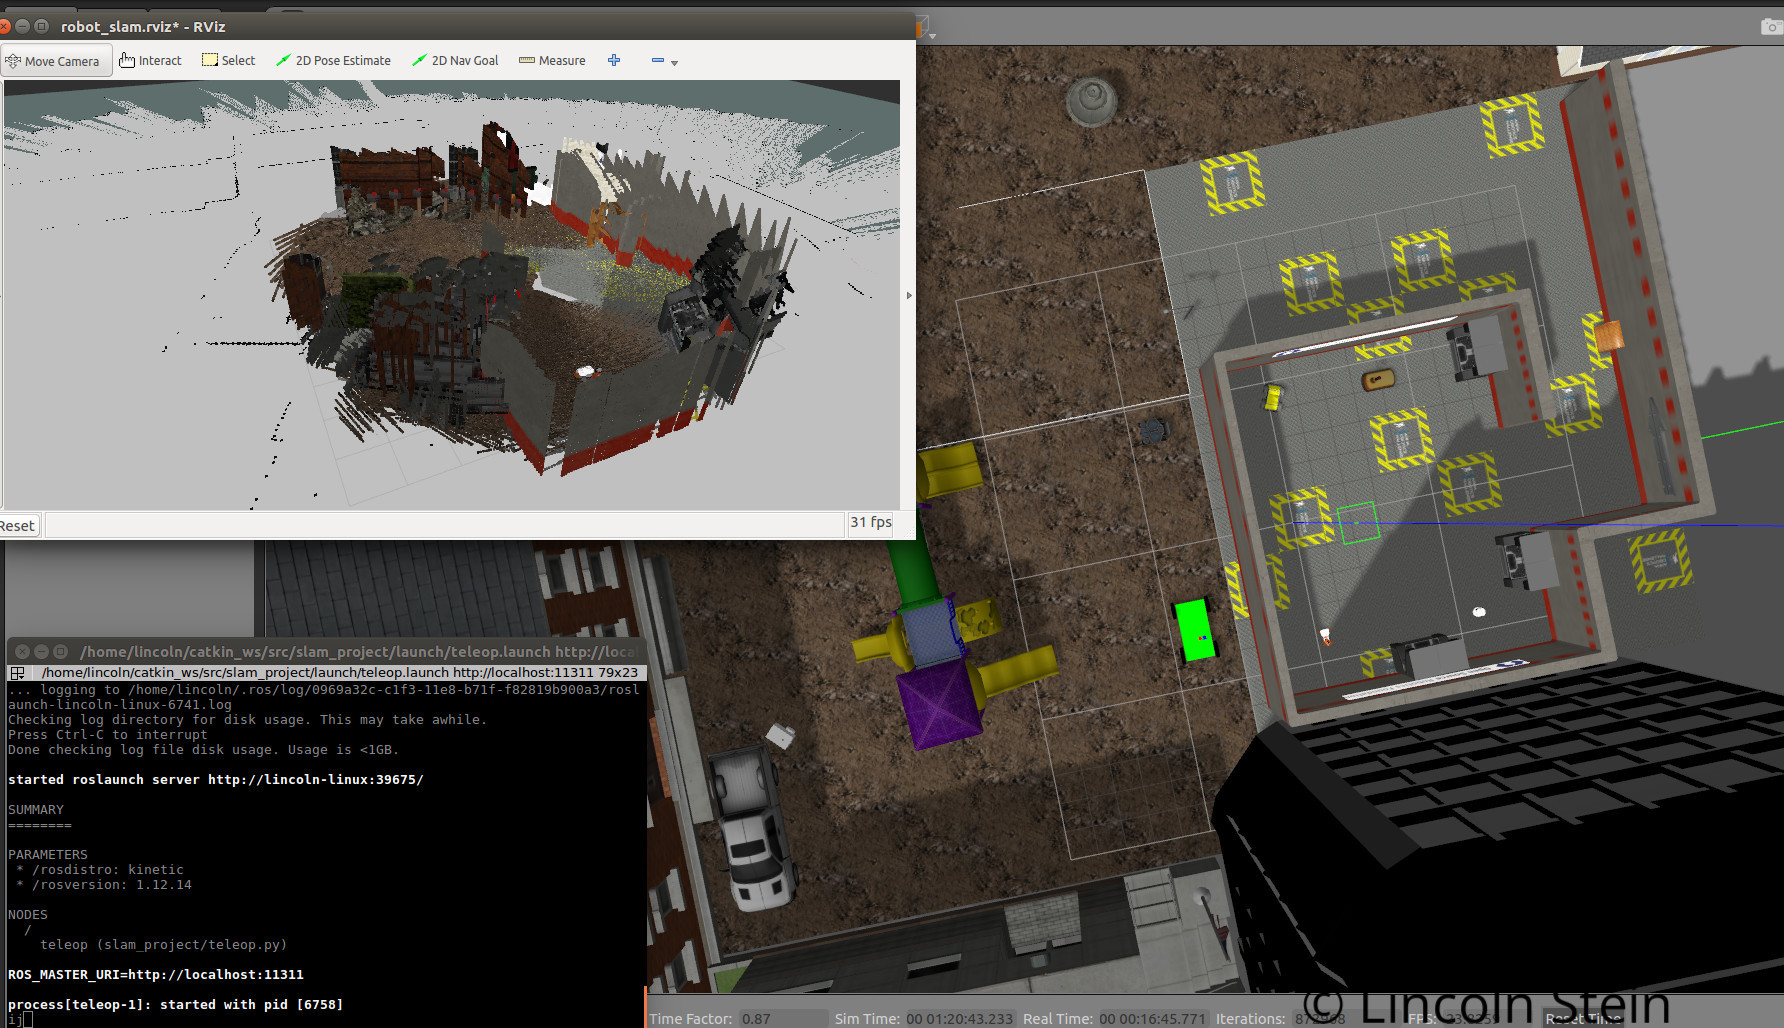 robot_slam.rviz* - RViz
Move Camera Interact Select 2D Pose Estimate 2D Nav Goal Measure
Reset
31 fps
/home/lincoln/catkin_ws/src/slam_project/launch/teleop.launch http://loca
/home/lincoln/catkin_ws/src/slam_project/launch/teleop.launch http://localhost:11311 79x23
... logging to /home/lincoln/.ros/log/0969a32c-c1f3-11e8-b71f-f82819b900a3/rosl
aunch-lincoln-linux-6741.log
Checking log directory for disk usage. This may take awhile.
Press Ctrl-C to interrupt
Done checking log file disk usage. Usage is <1GB.
started roslaunch server http://lincoln-linux:39675/
SUMMARY
========
PARAMETERS
* /rosdistro: kinetic
* /rosversion: 1.12.14
NODES
/
teleop (slam_project/teleop.py)
ROS_MASTER_URI=http://localhost:11311
process[teleop-1]: started with pid [6758]
ij
Time Factor: 0.87 Sim Time: 00 01:20:43.233 Real Time: 00 00:16:45.771 Iterations: FPS: Reset Time
© Lincoln Stein